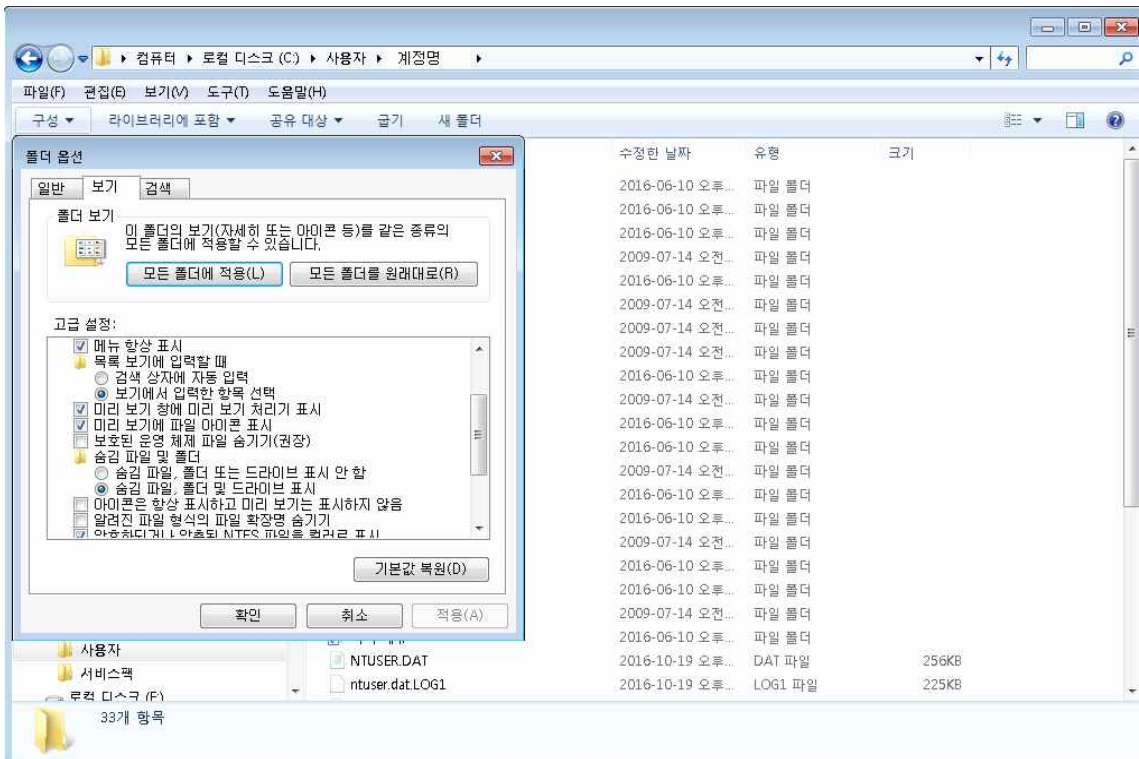 컴퓨터 ▸ 로컬 디스크 (C:) ▸ 사용자 ▸ 계정명 ▸
파일(F) 편집(E) 보기(V) 도구(T) 도움말(H)
구성 라이브러리에 포함 공유 대상 굽기 새 폴더
폴더 옵션
일반 보기 검색
폴더 보기
이 폴더의 보기(자세히 또는 아이콘 등)를 같은 종류의
모든 폴더에 적용할 수 있습니다.
모든 폴더에 적용(L) 모든 폴더를 원래대로(R)
고급 설정:
메뉴 항상 표시
목록 보기에 입력할 때
검색 상자에 자동 입력
보기에서 입력한 항목 선택
미리 보기 창에 미리 보기 처리기 표시
미리 보기에 파일 아이콘 표시
보호된 운영 체제 파일 숨기기(권장)
숨김 파일 및 폴더
숨김 파일, 폴더 또는 드라이브 표시 안 함
숨김 파일, 폴더 및 드라이브 표시
아이콘은 항상 표시하고 미리 보기는 표시하지 않음
알려진 파일 형식의 파일 확장명 숨기기
암호화되거나 압축된 NTFS 파일을 컬러로 표시
기본값 복원(D)
확인 취소 적용(A)
수정한 날짜 유형 크기
2016-06-10 오후... 파일 폴더
2016-06-10 오후... 파일 폴더
2016-06-10 오후... 파일 폴더
2009-07-14 오전... 파일 폴더
2016-06-10 오후... 파일 폴더
2009-07-14 오전... 파일 폴더
2009-07-14 오전... 파일 폴더
2009-07-14 오전... 파일 폴더
2016-06-10 오후... 파일 폴더
2009-07-14 오전... 파일 폴더
2016-06-10 오후... 파일 폴더
2016-06-10 오후... 파일 폴더
2009-07-14 오전... 파일 폴더
2016-06-10 오후... 파일 폴더
2016-06-10 오후... 파일 폴더
2009-07-14 오전... 파일 폴더
2016-06-10 오후... 파일 폴더
2016-06-10 오후... 파일 폴더
2009-07-14 오전... 파일 폴더
2016-06-10 오후... 파일 폴더
NTUSER.DAT 2016-10-19 오후... DAT 파일 256KB
ntuser.dat.LOG1 2016-10-19 오후... LOG1 파일 225KB
사용자
서비스팩
로컬 디스크 (E:)
33개 항목